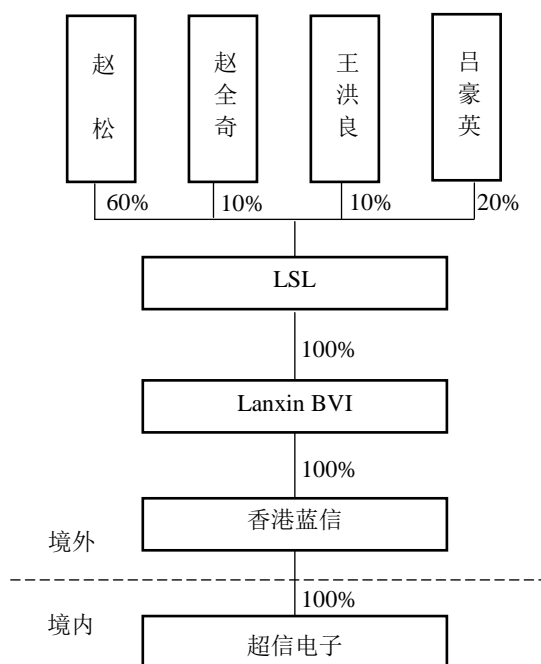 赵松
赵全奇
王洪良
吕豪英
60%
10%
10%
20%
LSL
100%
Lanxin BVI
100%
香港蓝信
境外
100%
境内
超信电子